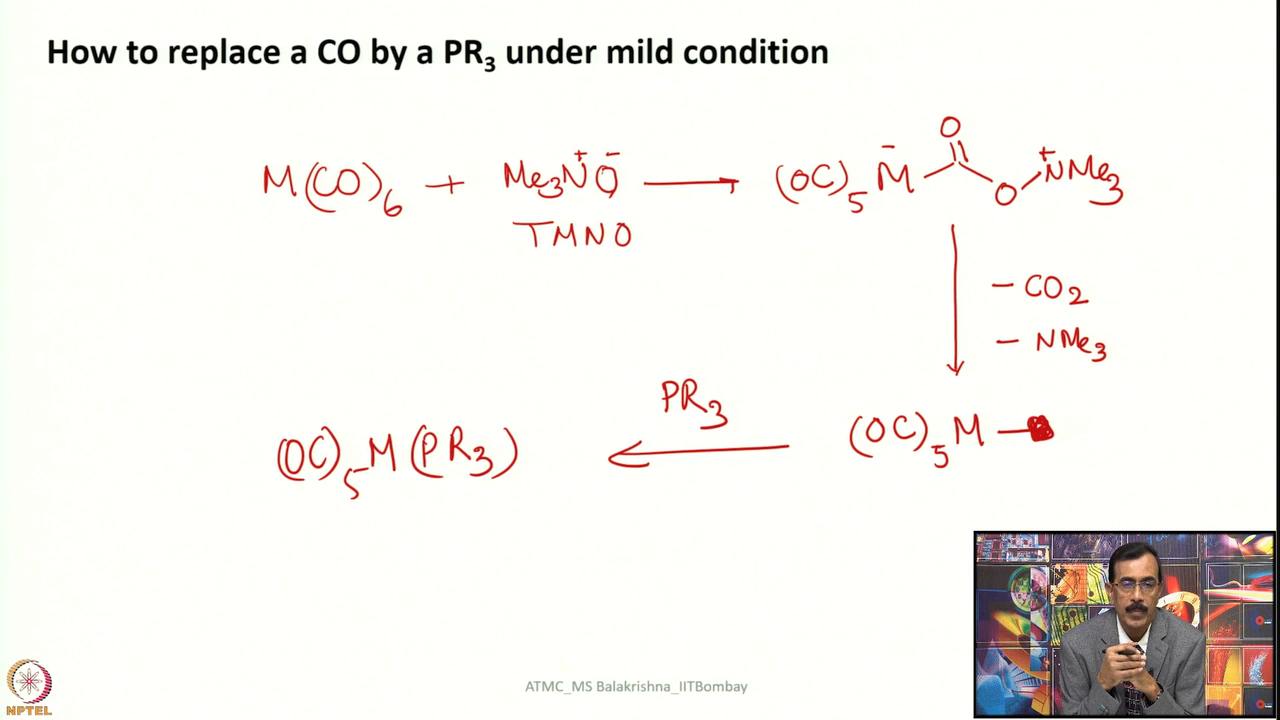 How to replace a CO by a PR₃ under mild condition
M(CO)₆ + Me₃N⁺O⁻ ⟶ (OC)₅M⁻ O O N⁺Me₃
TMNO
− CO₂
− NMe₃
PR₃
(OC)₅M(PR₃) ⟵ (OC)₅M −
ATMC_MS Balakrishna_IITBombay
NPTEL